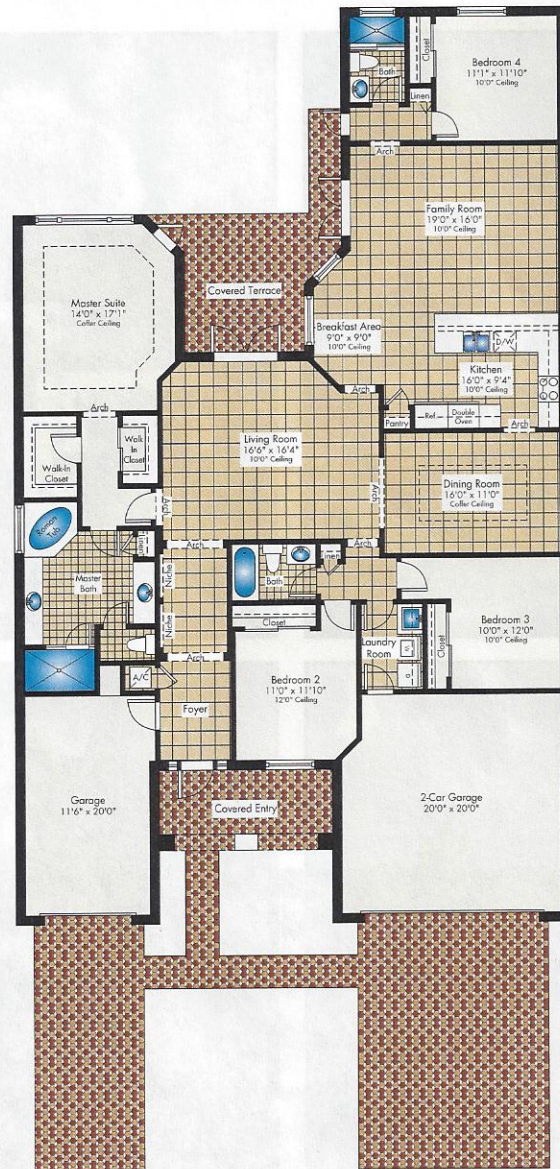 Bedroom 4
11'1" x 11'10"
10'0" Ceiling
Closet
Bath
Linen
Arch
Family Room
19'0" x 16'0"
10'0" Ceiling
Covered Terrace
Master Suite
14'0" x 17'1"
Coffer Ceiling
Breakfast Area
9'0" x 9'0"
10'0" Ceiling
D/W
Kitchen
16'0" x 9'4"
10'0" Ceiling
Arch
Pantry
Ref.
Double
Oven
Arch
Arch
Walk-In
Closet
Walk
In
Closet
Living Room
16'6" x 16'4"
10'0" Ceiling
Dining Room
16'0" x 11'0"
Coffer Ceiling
Arch
Arch
Roman
Tub
Linen
Arch
Arch
Master
Bath
Niche
Niche
Bath
Linen
Bedroom 3
10'0" x 12'0"
10'0" Ceiling
Closet
Laundry
Room
W
D
Closet
Arch
A/C
Bedroom 2
11'0" x 11'10"
12'0" Ceiling
Foyer
Garage
11'6" x 20'0"
Covered Entry
2-Car Garage
20'0" x 20'0"